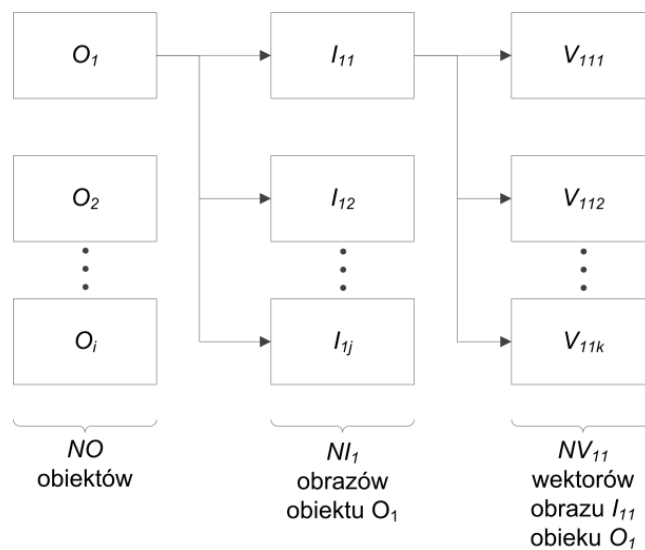 O₁ I₁₁ V₁₁₁
O₂ I₁₂ V₁₁₂
Oᵢ I₁ⱼ V₁₁ₖ
NO
obiektów
NI₁
obrazów
obiektu O₁
NV₁₁
wektorów
obrazu I₁₁
obieku O₁